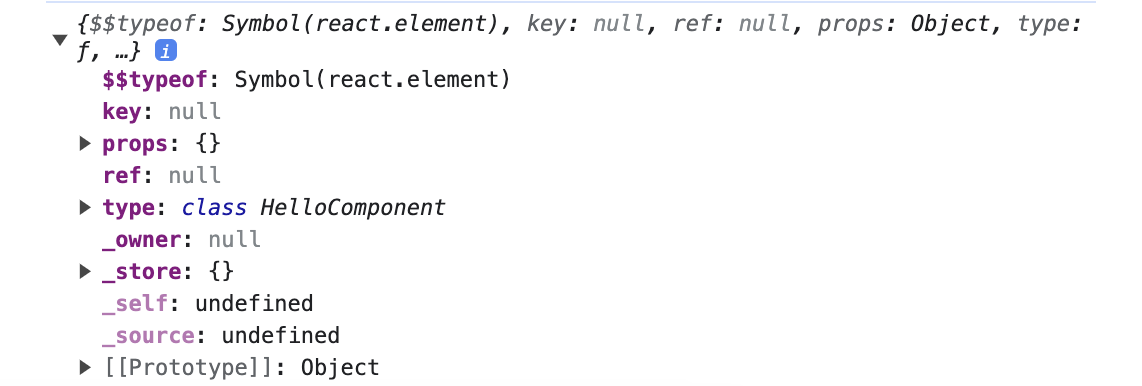 {$$typeof: Symbol(react.element), key: null, ref: null, props: Object, type:
ƒ, …} i
$$typeof: Symbol(react.element)
key: null
props: {}
ref: null
type: class HelloComponent
_owner: null
_store: {}
_self: undefined
_source: undefined
[[Prototype]]: Object